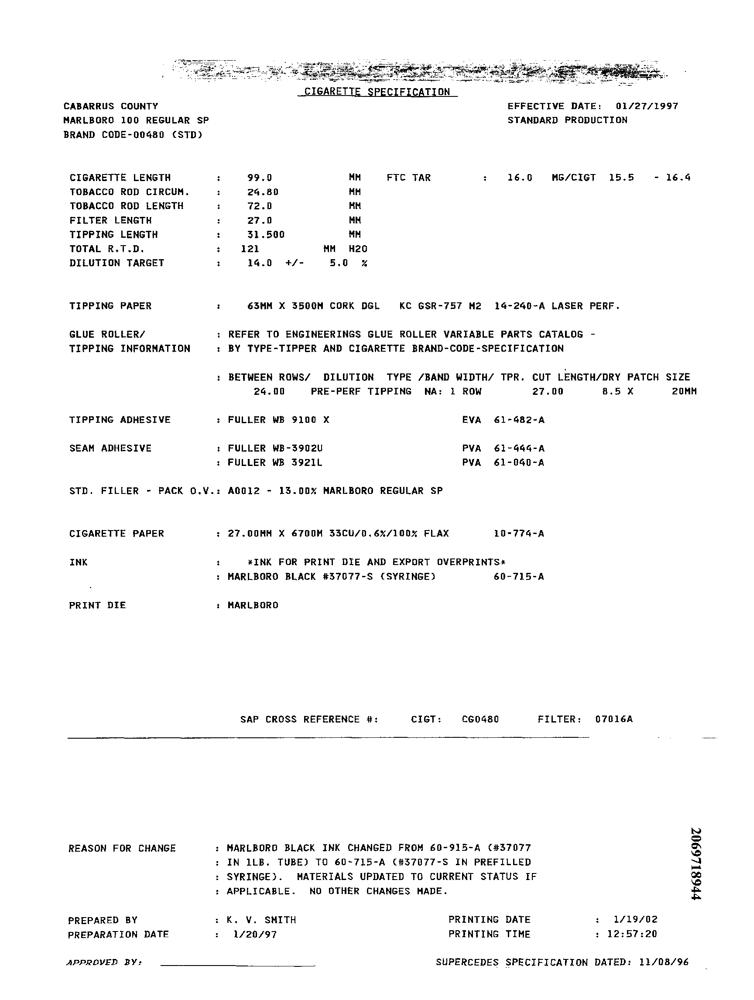 CIGARETTE SPECIFICATION
CABARRUS COUNTY EFFECTIVE DATE: 01/27/1997
MARLBORO 100 REGULAR SP STANDARD PRODUCTION
BRAND CODE-00480 (STD)
CIGARETTE LENGTH : 99.0 MM FTC TAR : 16.0 MG/CIGT 15.5 - 16.4
TOBACCO ROD CIRCUM. : 24.80 MM
TOBACCO ROD LENGTH : 72.0 MM
FILTER LENGTH : 27.0 MM
TIPPING LENGTH : 31.500 MM
TOTAL R.T.D. : 121 MM H2O
DILUTION TARGET : 14.0 +/- 5.0 %
TIPPING PAPER : 63MM X 3500M CORK DGL KC GSR-757 M2 14-240-A LASER PERF.
GLUE ROLLER/ : REFER TO ENGINEERINGS GLUE ROLLER VARIABLE PARTS CATALOG -
TIPPING INFORMATION : BY TYPE-TIPPER AND CIGARETTE BRAND-CODE-SPECIFICATION
: BETWEEN ROWS/ DILUTION TYPE /BAND WIDTH/ TPR. CUT LENGTH/DRY PATCH SIZE
24.00 PRE-PERF TIPPING NA: 1 ROW 27.00 8.5 X 20MM
TIPPING ADHESIVE : FULLER WB 9100 X EVA 61-482-A
SEAM ADHESIVE : FULLER WB-3902U PVA 61-444-A
: FULLER WB 3921L PVA 61-040-A
STD. FILLER - PACK O.V.: A0012 - 13.00% MARLBORO REGULAR SP
CIGARETTE PAPER : 27.00MM X 6700M 33CU/0.6%/100% FLAX 10-774-A
INK : *INK FOR PRINT DIE AND EXPORT OVERPRINTS*
: MARLBORO BLACK #37077-S (SYRINGE) 60-715-A
PRINT DIE : MARLBORO
SAP CROSS REFERENCE #: CIGT: CG0480 FILTER: 07016A
REASON FOR CHANGE : MARLBORO BLACK INK CHANGED FROM 60-915-A (#37077
: IN 1LB. TUBE) TO 60-715-A (#37077-S IN PREFILLED
: SYRINGE). MATERIALS UPDATED TO CURRENT STATUS IF
: APPLICABLE. NO OTHER CHANGES MADE.
PREPARED BY : K. V. SMITH PRINTING DATE : 1/19/02
PREPARATION DATE : 1/20/97 PRINTING TIME : 12:57:20
APPROVED BY: SUPERCEDES SPECIFICATION DATED: 11/08/96
2069718944